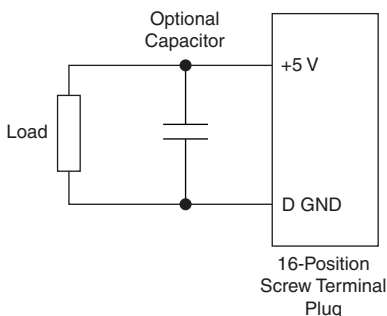 Optional
Capacitor
+5 V
Load
D GND
16-Position
Screw Terminal
Plug